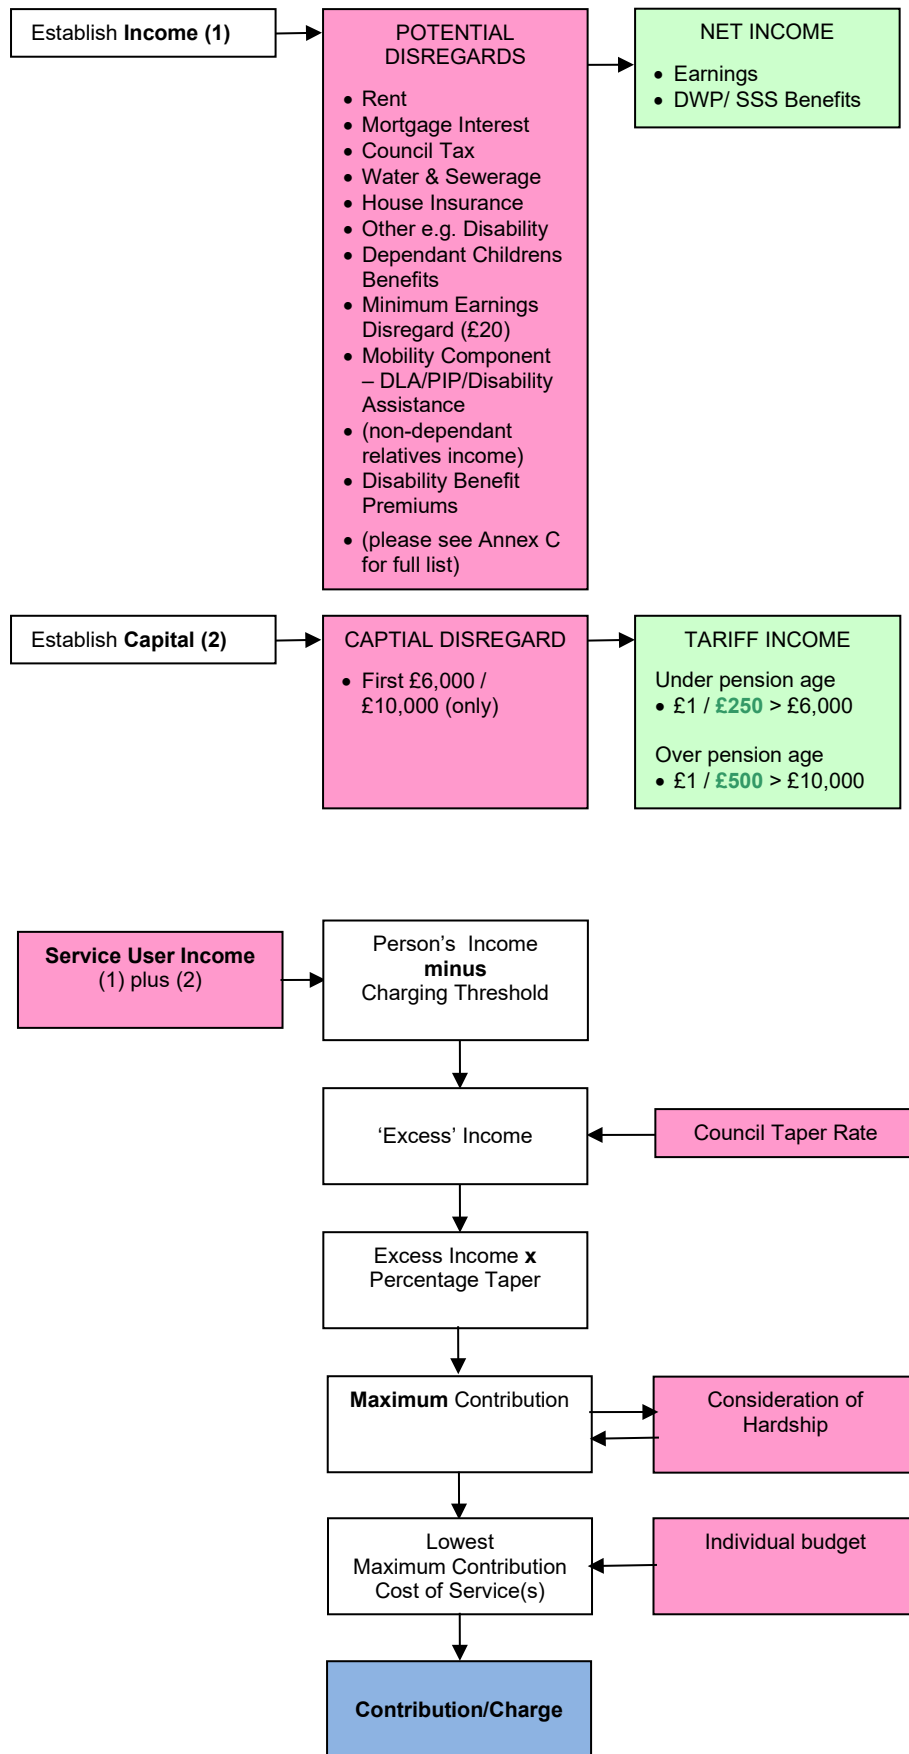 Establish Income (1)
POTENTIAL
DISREGARDS
• Rent
• Mortgage Interest
• Council Tax
• Water & Sewerage
• House Insurance
• Other e.g. Disability
• Dependant Childrens
Benefits
• Minimum Earnings
Disregard (£20)
• Mobility Component
– DLA/PIP/Disability
Assistance
• (non-dependant
relatives income)
• Disability Benefit
Premiums
• (please see Annex C
for full list)
NET INCOME
• Earnings
• DWP/ SSS Benefits
Establish Capital (2)
CAPTIAL DISREGARD
• First £6,000 /
£10,000 (only)
TARIFF INCOME
Under pension age
• £1 / £250 > £6,000
Over pension age
• £1 / £500 > £10,000
Service User Income
(1) plus (2)
Person's Income
minus
Charging Threshold
'Excess' Income
Council Taper Rate
Excess Income x
Percentage Taper
Maximum Contribution
Consideration of
Hardship
Lowest
Maximum Contribution
Cost of Service(s)
Individual budget
Contribution/Charge